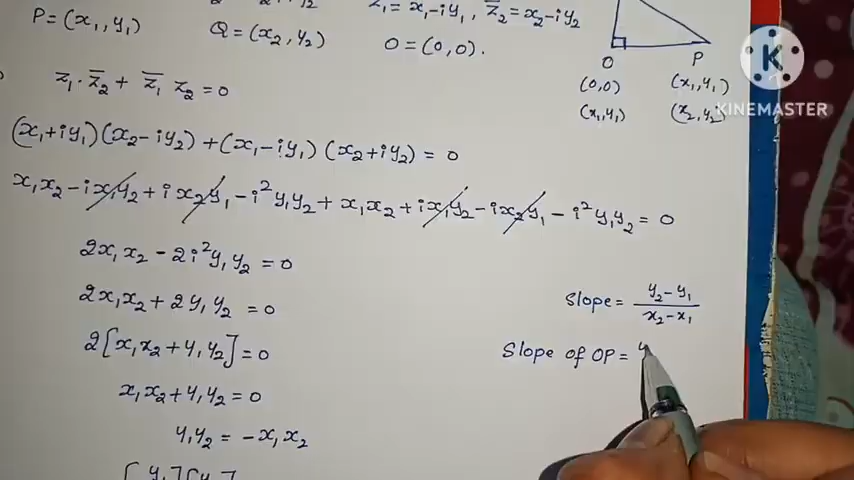 z₁ = x₁-iy₁, z̅₂ = x₂-iy₂
P = (x₁, y₁) Q = (x₂, y₂) O = (0,0).
O P
(0,0) (x₁, y₁)
(x₁, y₁) (x₂, y₂)
KINEMASTER
z₁·z̅₂ + z̅₁ z₂ = 0
(x₁+iy₁)(x₂-iy₂) + (x₁-iy₁)(x₂+iy₂) = 0
x₁x₂ - ix₁y₂ + ix₂y₁ - i²y₁y₂ + x₁x₂ + ix₁y₂ - ix₂y₁ - i²y₁y₂ = 0
2x₁x₂ - 2i²y₁y₂ = 0
2x₁x₂ + 2y₁y₂ = 0
2[x₁x₂ + y₁y₂] = 0
x₁x₂ + y₁y₂ = 0
y₁y₂ = -x₁x₂
Slope = y₂-y₁ / x₂-x₁
Slope of OP =